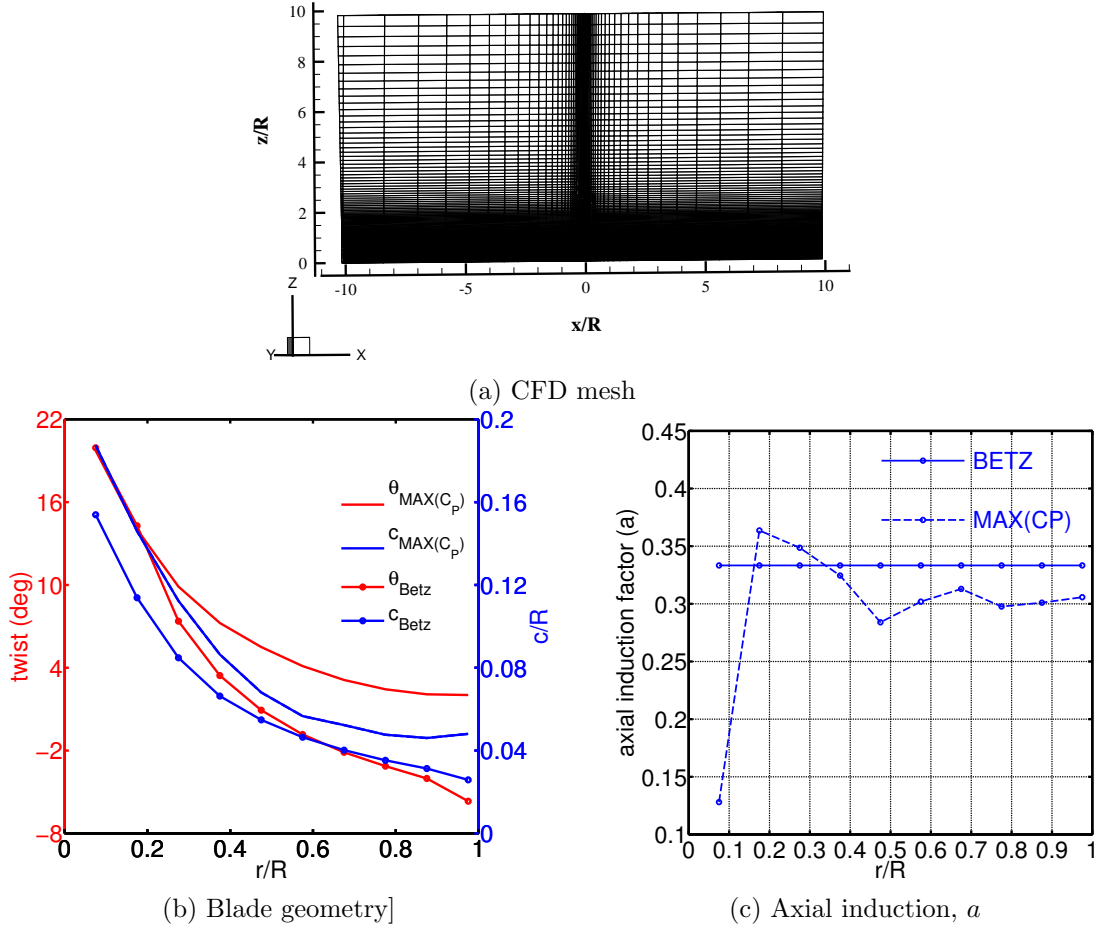 10
8
6
4
2
0
z/R
-10
-5
0
5
10
x/R
Z
Y
X
(a) CFD mesh
22
16
10
4
−2
−8
twist (deg)
0.2
0.16
0.12
0.08
0.04
0
c/R
θMAX(CP)
cMAX(CP)
θBetz
cBetz
0
0.2
0.4
0.6
0.8
1
r/R
(b) Blade geometry]
0.45
0.4
0.35
0.3
0.25
0.2
0.15
0.1
axial induction factor (a)
BETZ
MAX(CP)
0
0.1
0.2
0.3
0.4
0.5
0.6
0.7
0.8
0.9
1
r/R
(c) Axial induction, a